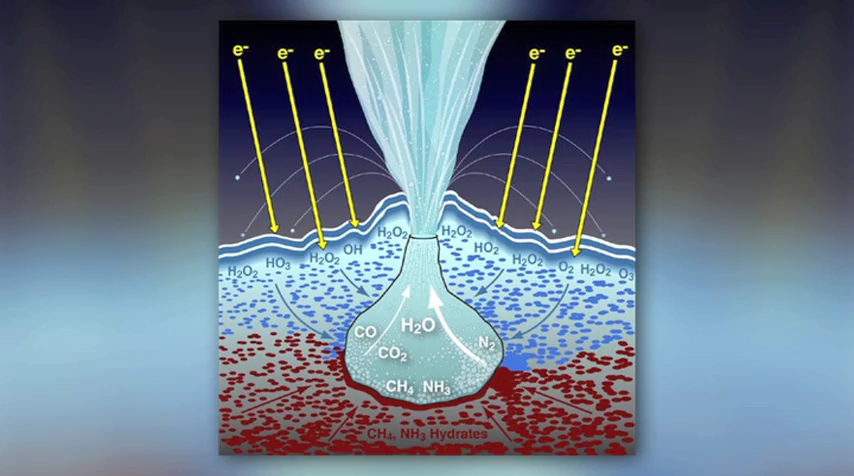 e- e- e- e- e- e-
H₂O₂ H₂O₂
OH HO₂
H₂O₂ HO₃ H₂O₂ H₂O₂ O₂ H₂O₂ O₃
CO H₂O N₂
CO₂
CH₄ NH₃
CH₄, NH₃ Hydrates